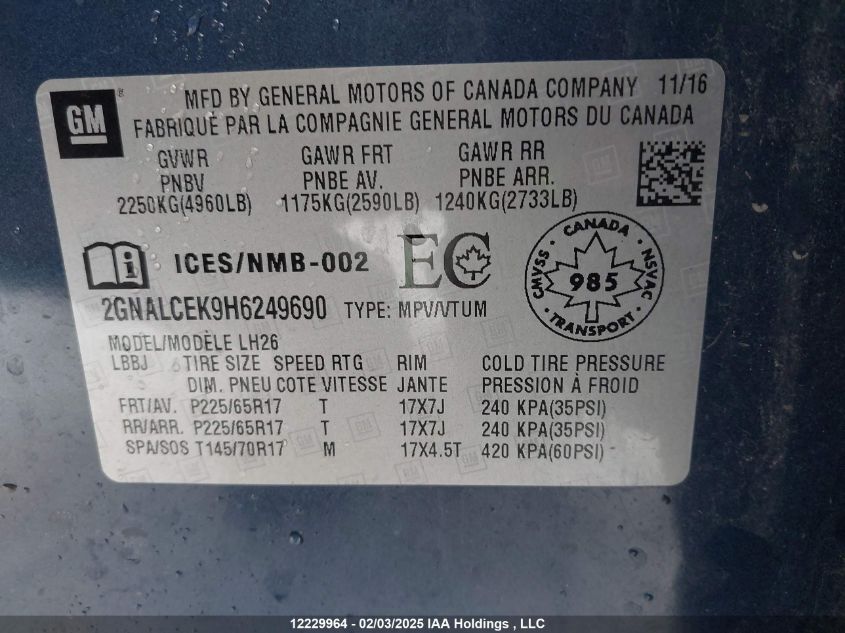 GM
MFD BY GENERAL MOTORS OF CANADA COMPANY 11/16
FABRIQUÉ PAR LA COMPAGNIE GENERAL MOTORS DU CANADA
GVWR GAWR FRT GAWR RR
PNBV PNBE AV. PNBE ARR.
2250KG(4960LB) 1175KG(2590LB) 1240KG(2733LB)
ICES/NMB-002 EC
CANADA
CMVSS 985 NSVAC
TRANSPORT
2GNALCEK9H6249690 TYPE: MPV/VTUM
MODEL/MODÈLE LH26
LBBJ TIRE SIZE SPEED RTG RIM COLD TIRE PRESSURE
DIM. PNEU COTE VITESSE JANTE PRESSION À FROID
FRT/AV. P225/65R17 T 17X7J 240 KPA(35PSI)
RR/ARR. P225/65R17 T 17X7J 240 KPA(35PSI)
SPA/SOS T145/70R17 M 17X4.5T 420 KPA(60PSI)
12229964 - 02/03/2025 IAA Holdings , LLC